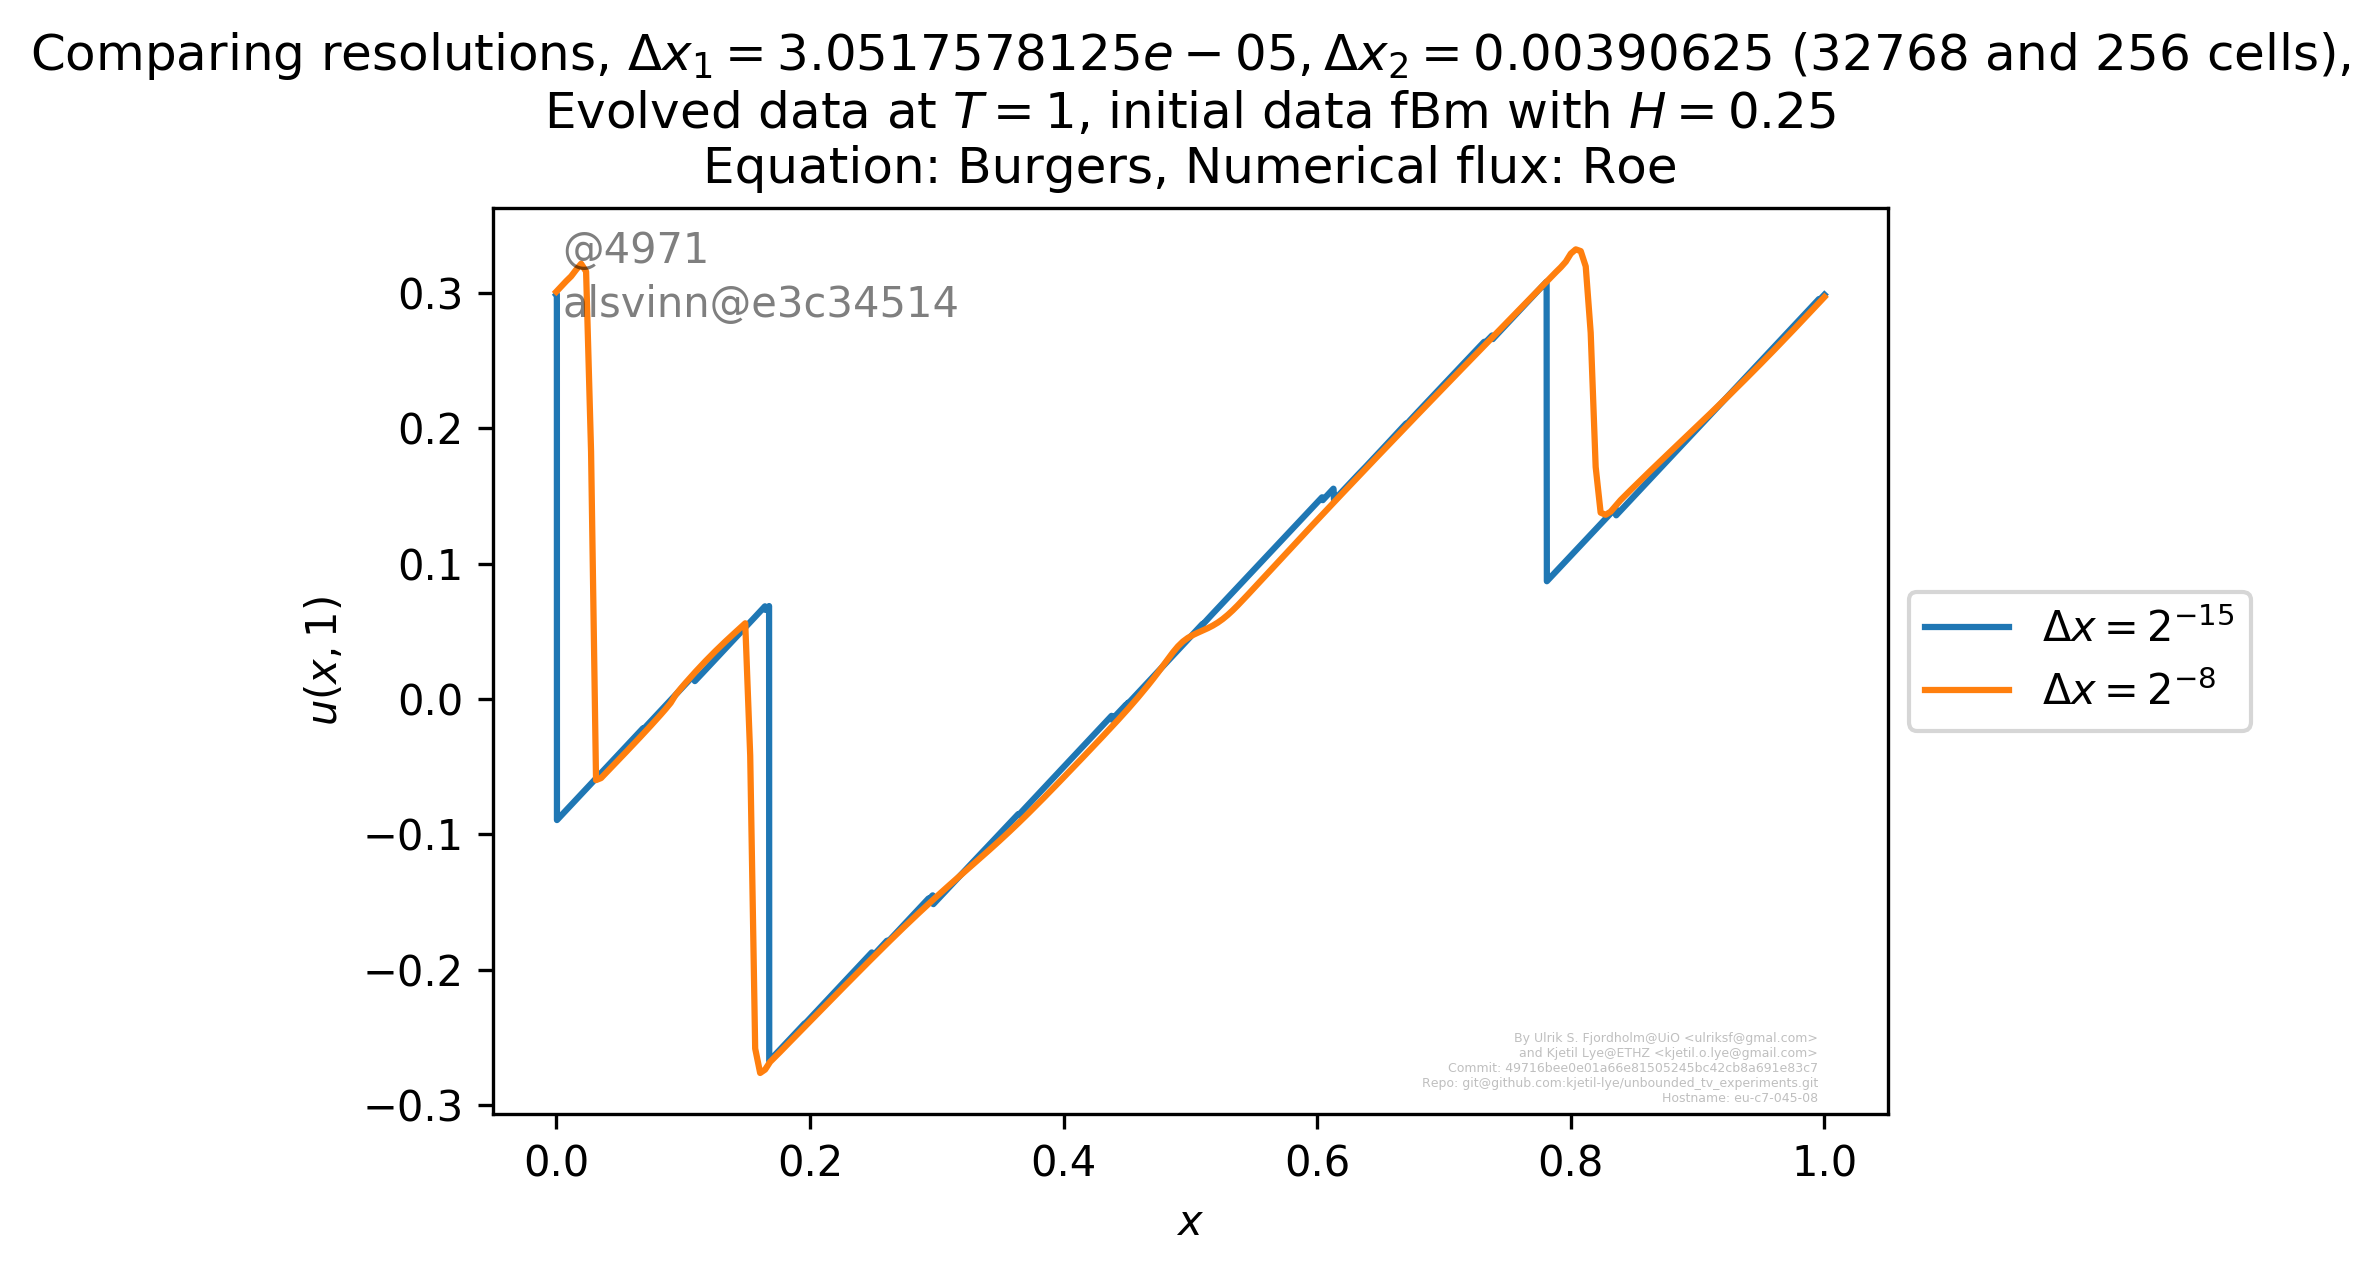 Comparing resolutions, Δx₁ = 3.0517578125e − 05, Δx₂ = 0.00390625 (32768 and 256 cells),
Evolved data at T = 1, initial data fBm with H = 0.25
Equation: Burgers, Numerical flux: Roe
@4971
alsvinn@e3c34514
0.3
0.2
0.1
0.0
−0.1
−0.2
−0.3
u(x, 1)
Δx = 2⁻¹⁵
Δx = 2⁻⁸
By Ulrik S. Fjordholm@UiO <ulriksf@gmal.com>
and Kjetil Lye@ETHZ <kjetil.o.lye@gmail.com>
Commit: 49716bee0e01a66e81505245bc42cb8a691e83c7
Repo: git@github.com:kjetil-lye/unbounded_tv_experiments.git
Hostname: eu-c7-045-08
0.0 0.2 0.4 0.6 0.8 1.0
x